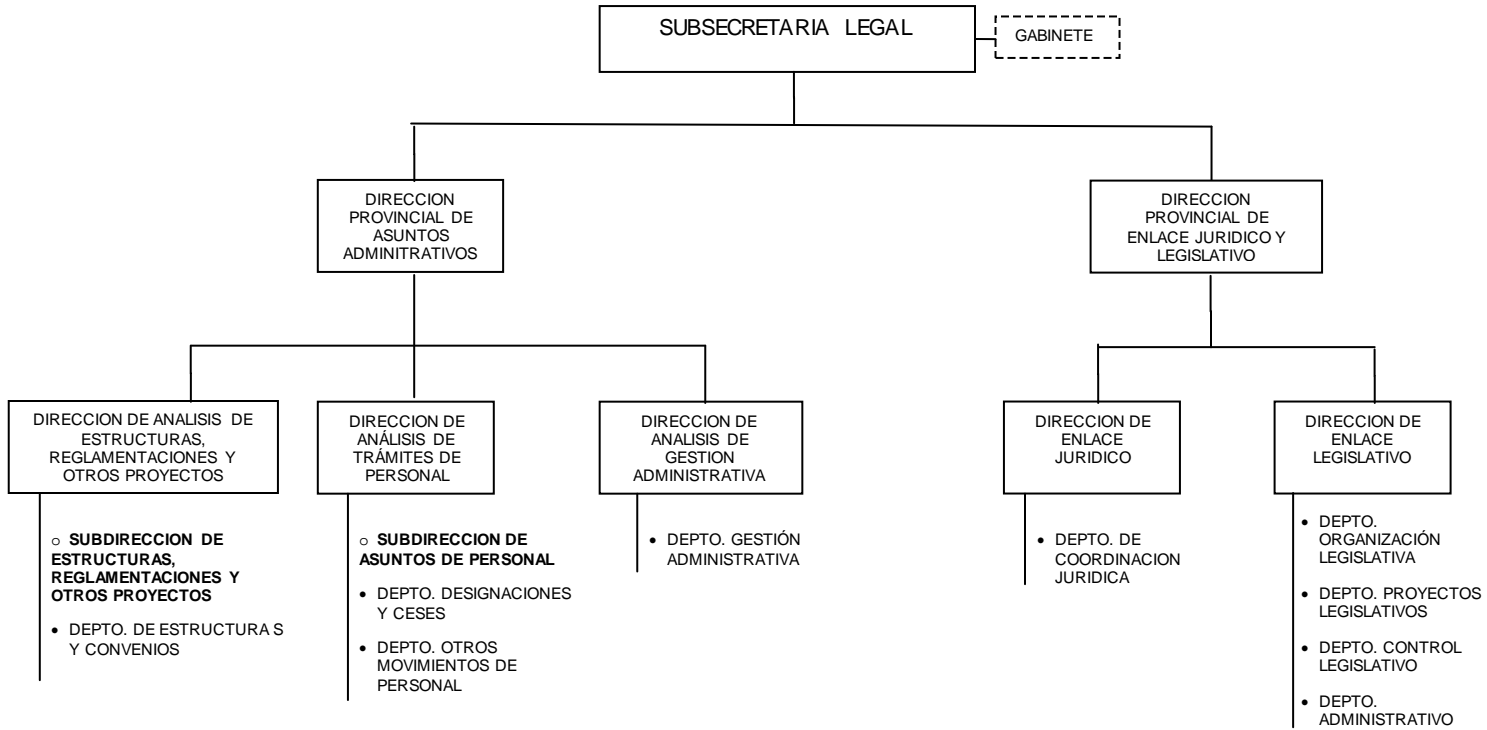 SUBSECRETARIA LEGAL
GABINETE
DIRECCION
PROVINCIAL DE
ASUNTOS
ADMINITRATIVOS
DIRECCION
PROVINCIAL DE
ENLACE JURIDICO Y
LEGISLATIVO
DIRECCION DE ANALISIS DE
ESTRUCTURAS,
REGLAMENTACIONES Y
OTROS PROYECTOS
DIRECCION DE
ANÁLISIS DE
TRÁMITES DE
PERSONAL
DIRECCION DE
ANALISIS DE
GESTION
ADMINISTRATIVA
DIRECCION DE
ENLACE
JURIDICO
DIRECCION DE
ENLACE
LEGISLATIVO
o SUBDIRECCION DE
ESTRUCTURAS,
REGLAMENTACIONES Y
OTROS PROYECTOS
• DEPTO. DE ESTRUCTURA S
Y CONVENIOS
o SUBDIRECCION DE
ASUNTOS DE PERSONAL
• DEPTO. DESIGNACIONES
Y CESES
• DEPTO. OTROS
MOVIMIENTOS DE
PERSONAL
• DEPTO. GESTIÓN
ADMINISTRATIVA
• DEPTO. DE
COORDINACION
JURIDICA
• DEPTO.
ORGANIZACIÓN
LEGISLATIVA
• DEPTO. PROYECTOS
LEGISLATIVOS
• DEPTO. CONTROL
LEGISLATIVO
• DEPTO.
ADMINISTRATIVO